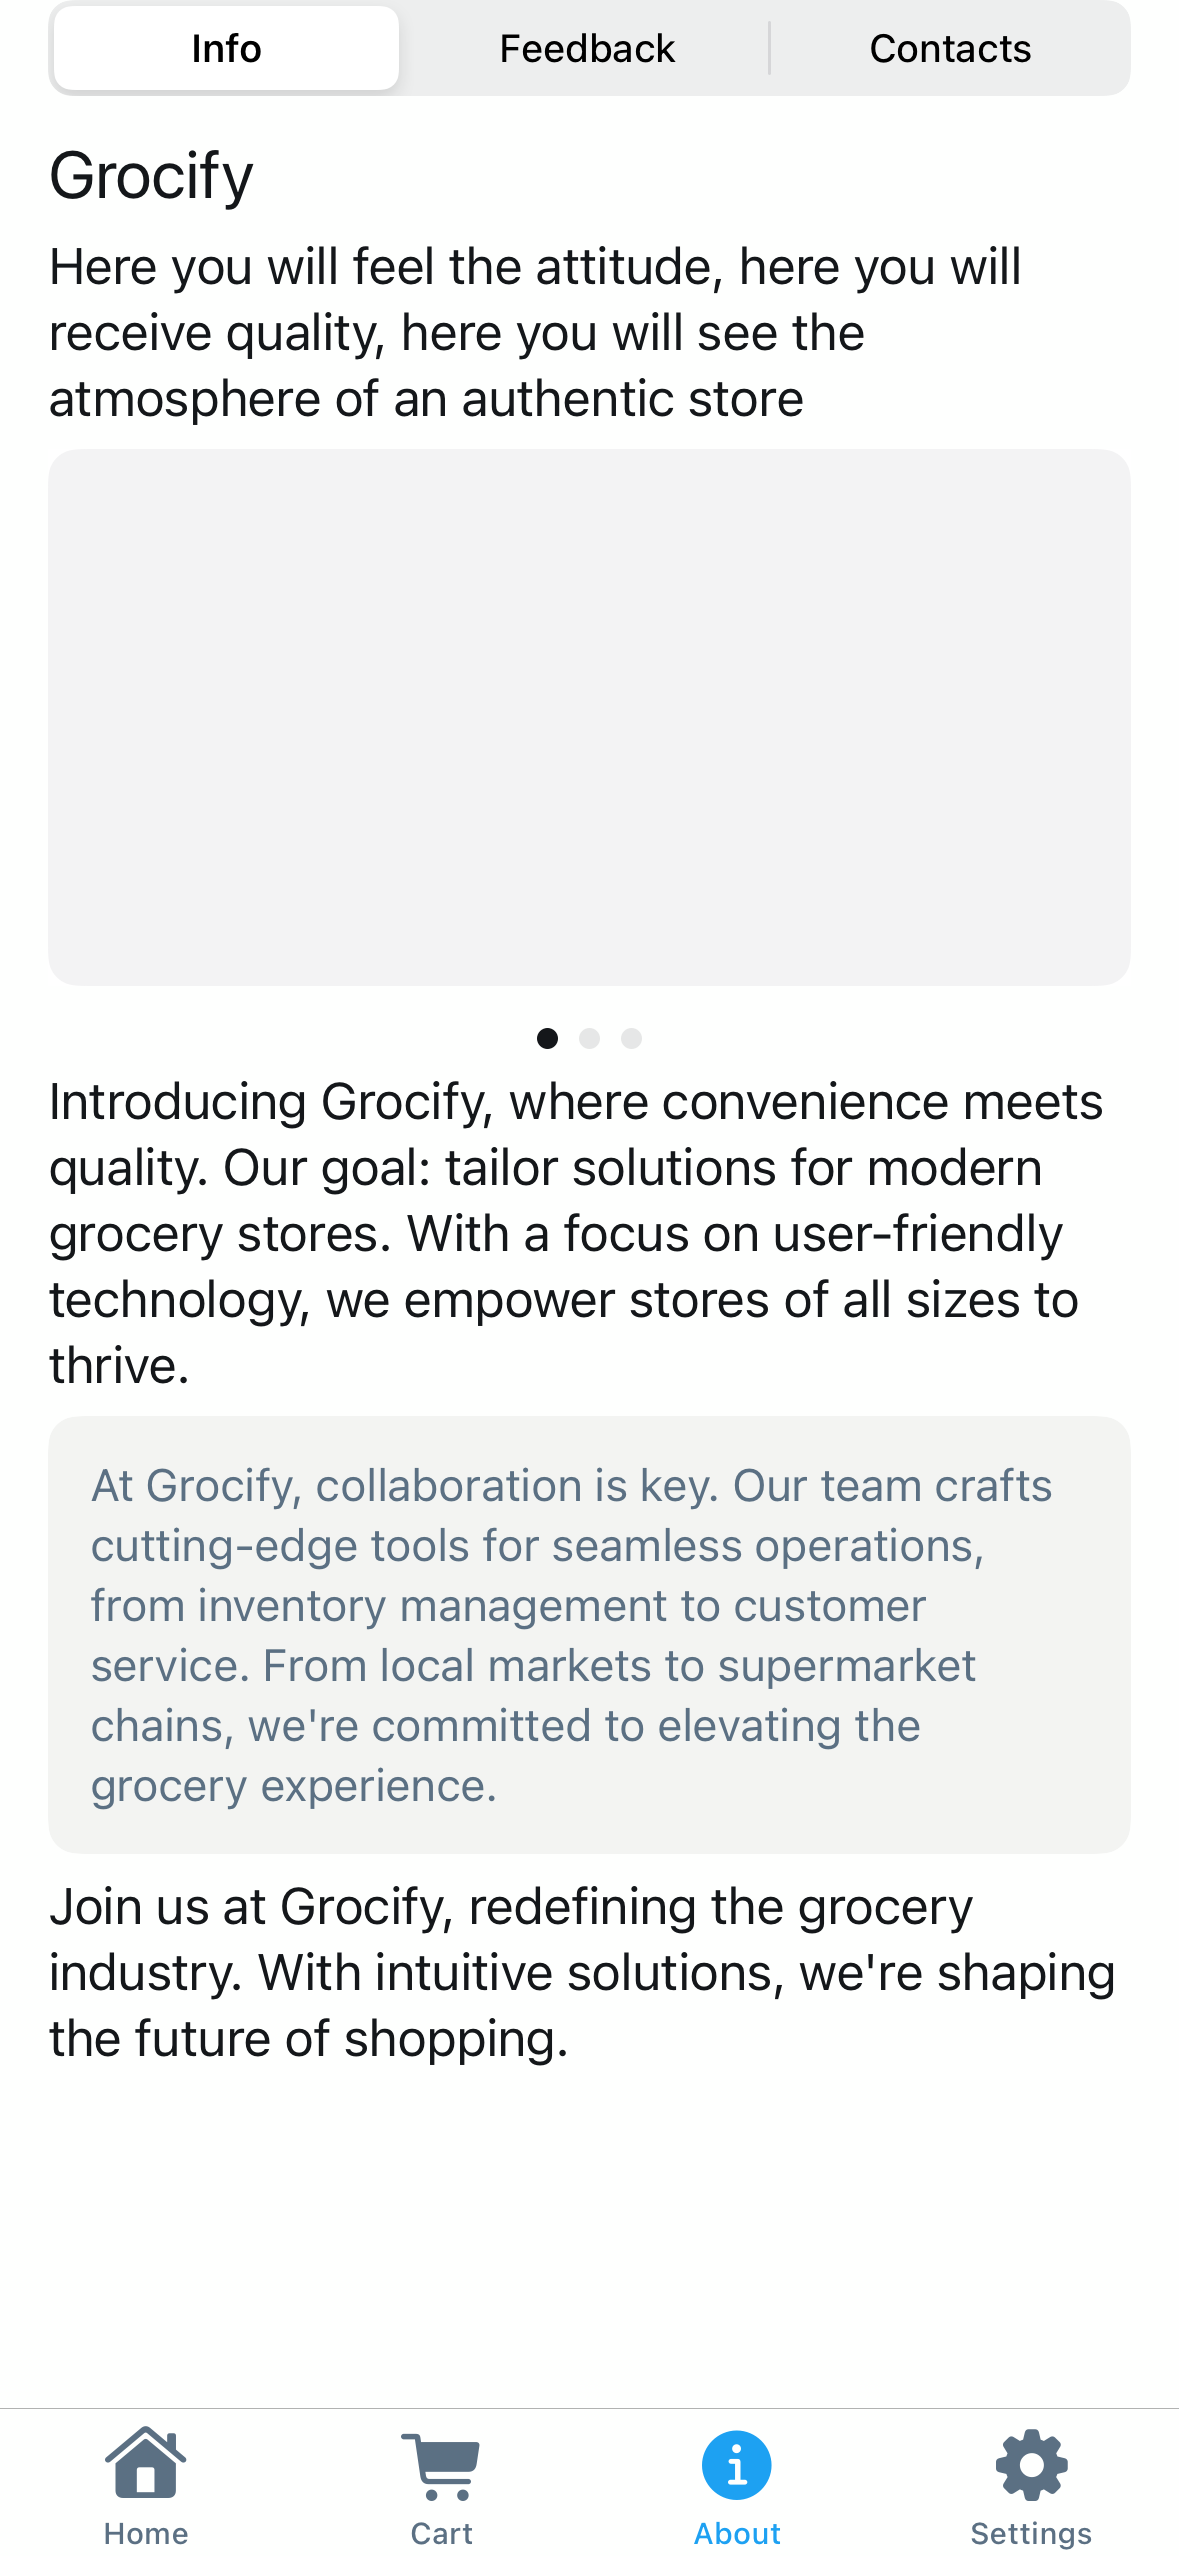 Info
Feedback
Contacts
Grocify
Here you will feel the attitude, here you will
receive quality, here you will see the
atmosphere of an authentic store
Introducing Grocify, where convenience meets
quality. Our goal: tailor solutions for modern
grocery stores. With a focus on user-friendly
technology, we empower stores of all sizes to
thrive.
At Grocify, collaboration is key. Our team crafts
cutting-edge tools for seamless operations,
from inventory management to customer
service. From local markets to supermarket
chains, we're committed to elevating the
grocery experience.
Join us at Grocify, redefining the grocery
industry. With intuitive solutions, we're shaping
the future of shopping.
Home
Cart
About
Settings